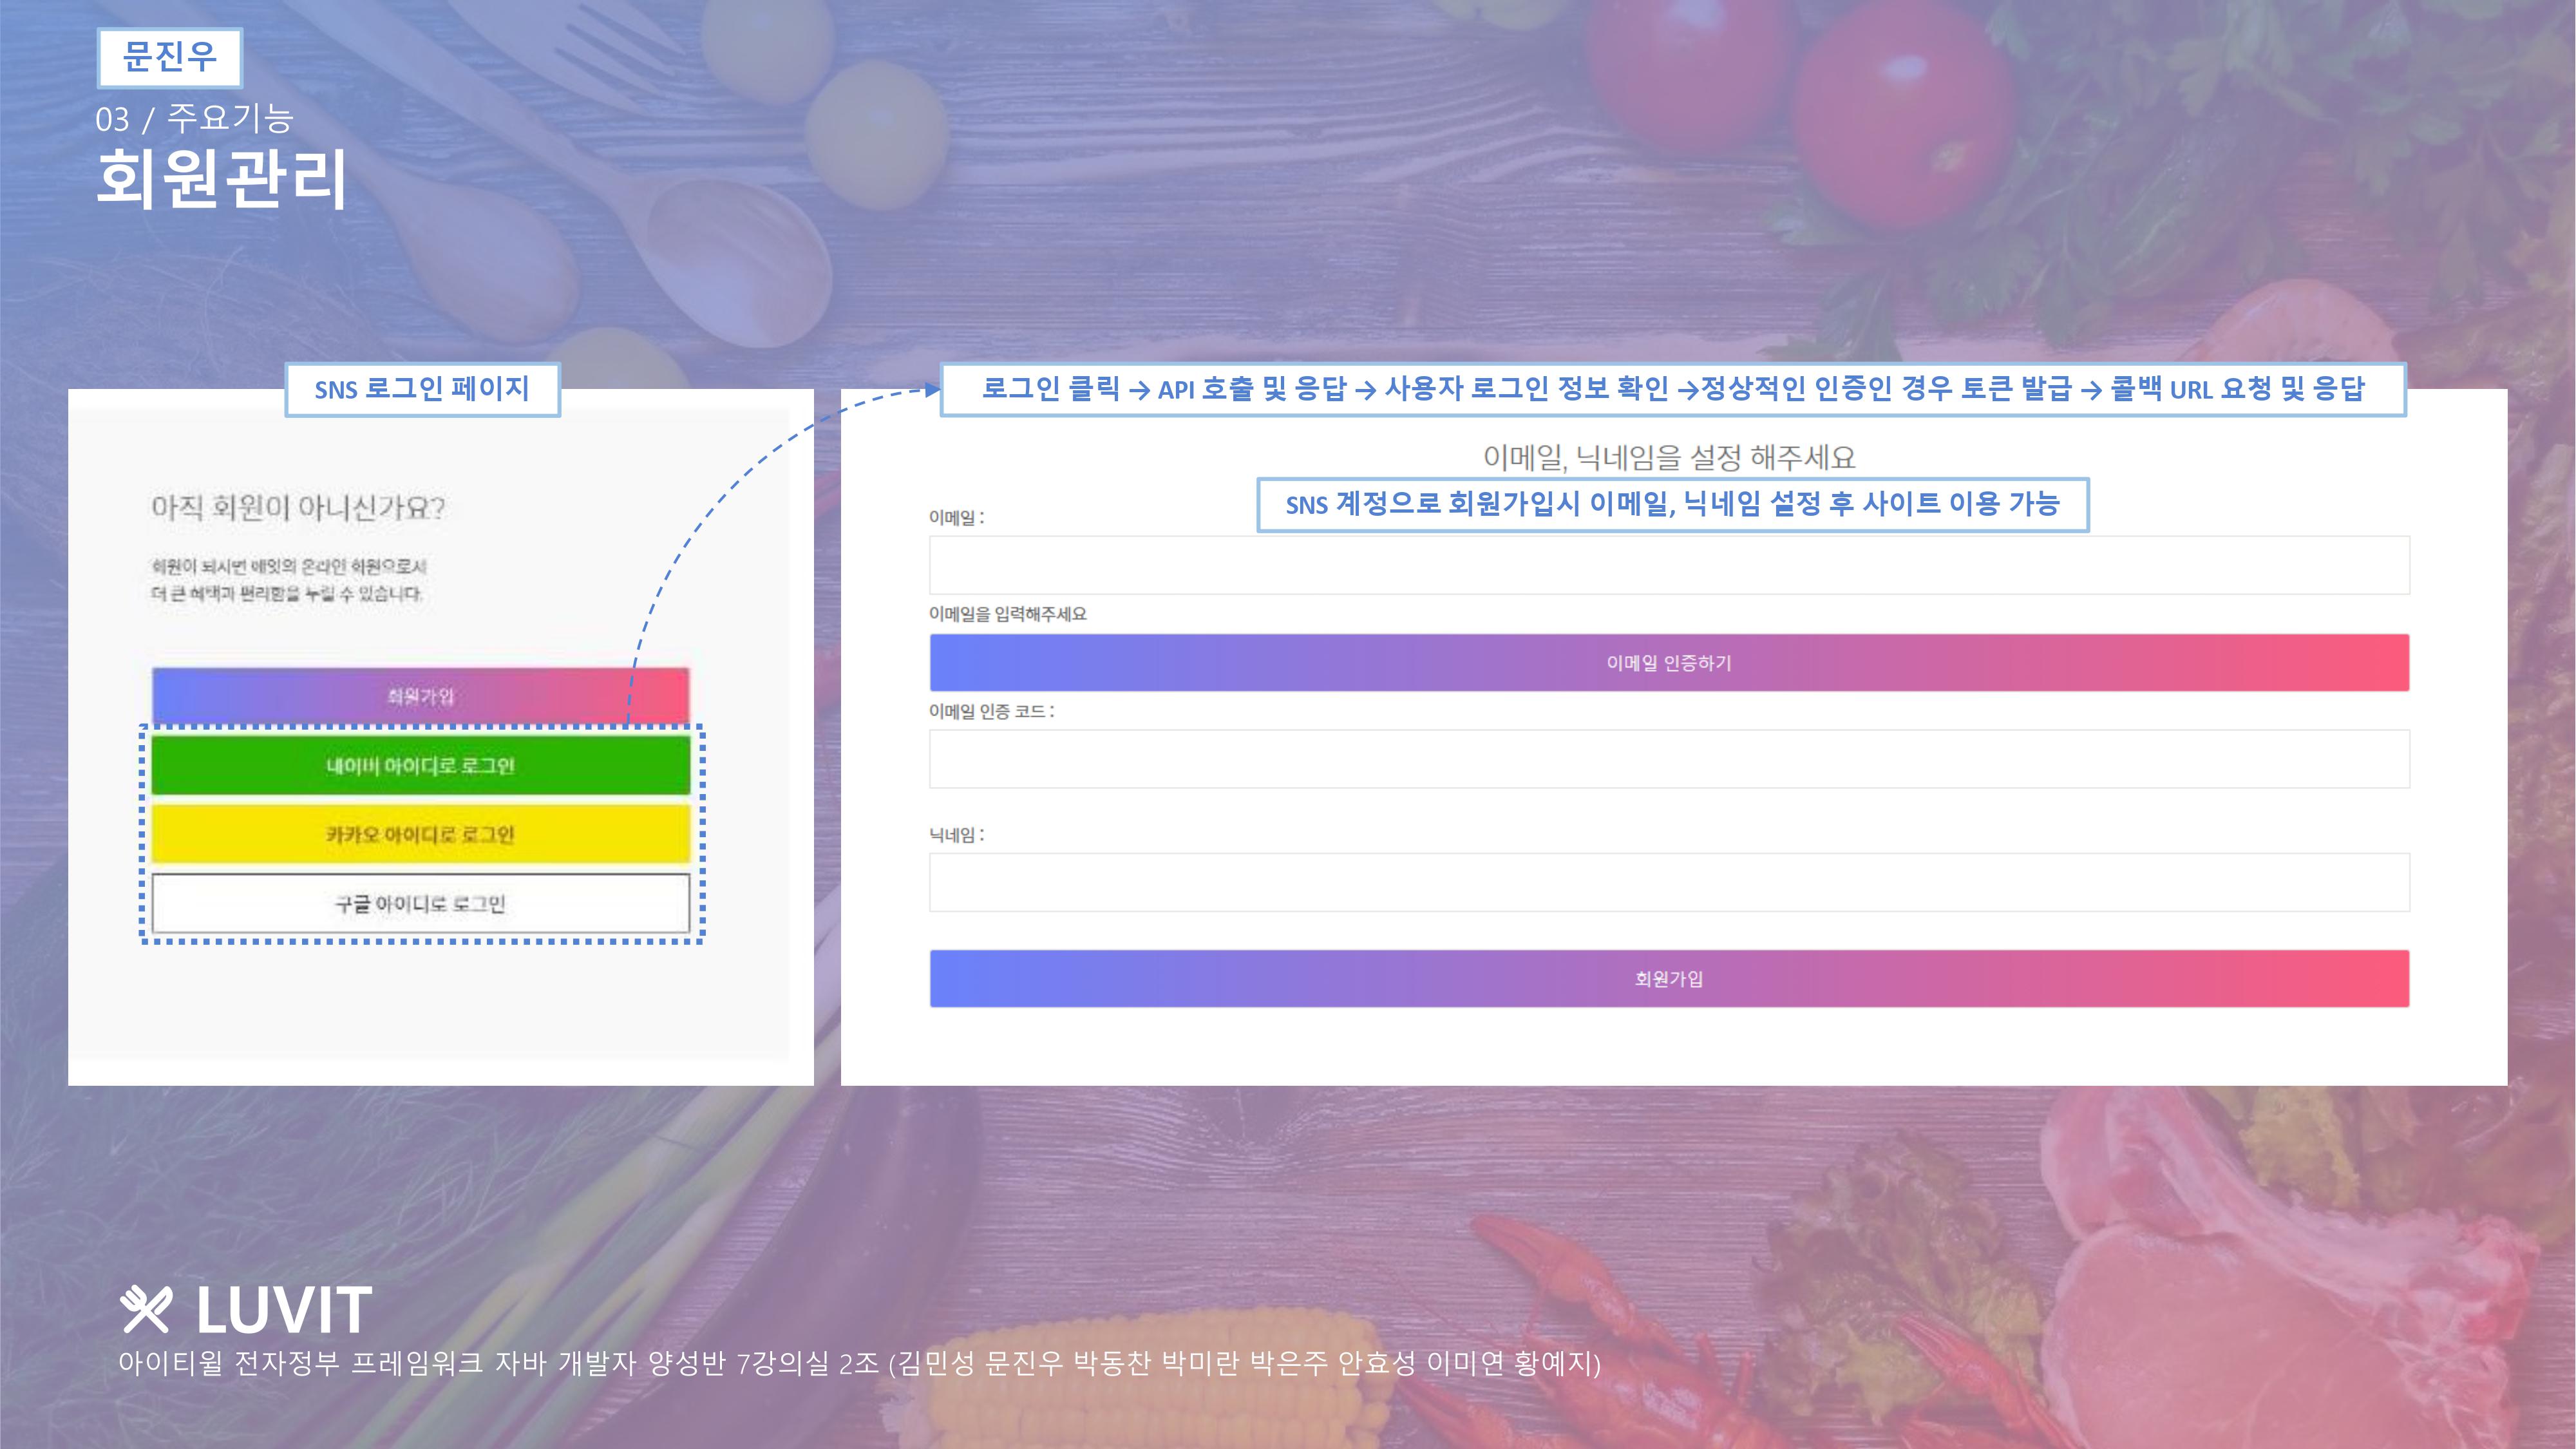 문진우
03 / 주요기능
회원관리
SNS 로그인 페이지
아직 회원이 아니신가요?
회원이 되시면 에잇의 온라인 회원으로서
더 큰 혜택과 편리함을 누릴 수 있습니다.
회원가입
네이버 아이디로 로그인
카카오 아이디로 로그인
구글 아이디로 로그인
로그인 클릭 → API 호출 및 응답 → 사용자 로그인 정보 확인 →정상적인 인증인 경우 토큰 발급 → 콜백 URL 요청 및 응답
이메일, 닉네임을 설정 해주세요
SNS 계정으로 회원가입시 이메일, 닉네임 설정 후 사이트 이용 가능
이메일 :
이메일을 입력해주세요
이메일 인증하기
이메일 인증 코드 :
닉네임 :
회원가입
LUVIT
아이티윌 전자정부 프레임워크 자바 개발자 양성반 7강의실 2조 (김민성 문진우 박동찬 박미란 박은주 안효성 이미연 황예지)